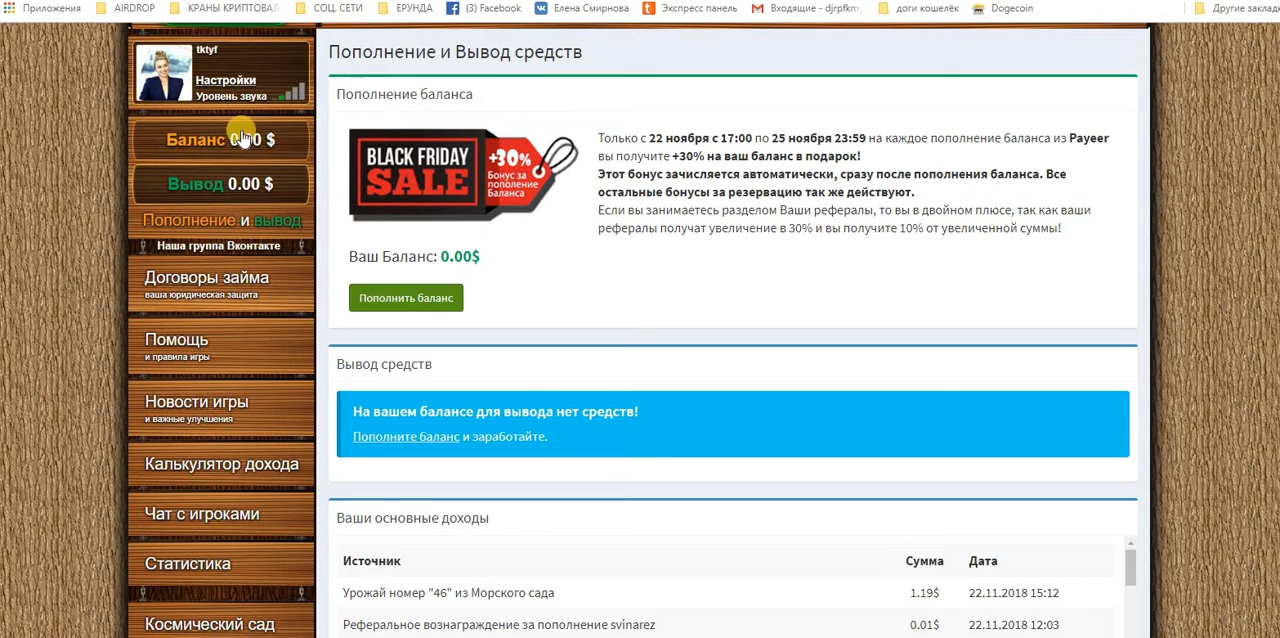 Приложения AIRDROP КРАНЫ КРИПТОВАЛ СОЦ. СЕТИ ЕРУНДА (3) Facebook Елена Смирнова Экспресс панель Входящие - djrpfkmy доги кошелёк Dogecoin Другие заклад
tktyf
Настройки
Уровень звука
Баланс 0.00 $
Вывод 0.00 $
Пополнение и вывод
Наша группа Вконтакте
Договоры займа
ваша юридическая защита
Помощь
и правила игры
Новости игры
и важные улучшения
Калькулятор дохода
Чат с игроками
Статистика
Космический сад
Пополнение и Вывод средств
Пополнение баланса
BLACK FRIDAY
SALE
+30%
Бонус за
пополение
Баланса
Только с 22 ноября с 17:00 по 25 ноября 23:59 на каждое пополнение баланса из Payeer
вы получите +30% на ваш баланс в подарок!
Этот бонус зачисляется автоматически, сразу после пополнения баланса. Все
остальные бонусы за резервацию так же действуют.
Если вы занимаетесь разделом Ваши рефералы, то вы в двойном плюсе, так как ваши
рефералы получат увеличение в 30% и вы получите 10% от увеличенной суммы!
Ваш Баланс: 0.00$
Пополнить баланс
Вывод средств
На вашем балансе для вывода нет средств!
Пополните баланс и заработайте.
Ваши основные доходы
Источник Сумма Дата
Урожай номер "46" из Морского сада 1.19$ 22.11.2018 15:12
Реферальное вознаграждение за пополнение svinarez 0.01$ 22.11.2018 12:03